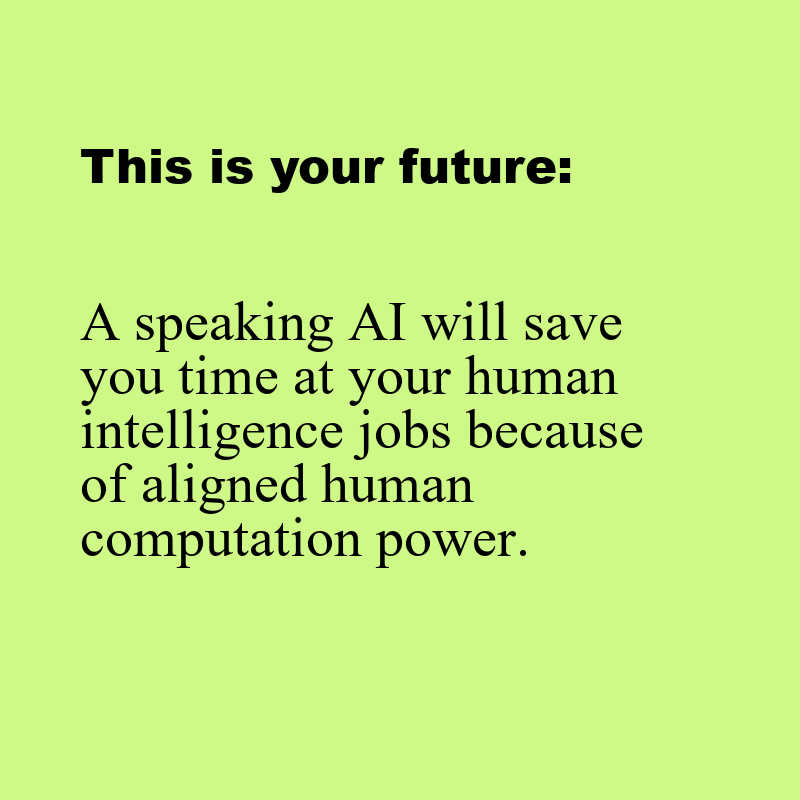 This is your future:
A speaking AI will save
you time at your human
intelligence jobs because
of aligned human
computation power.